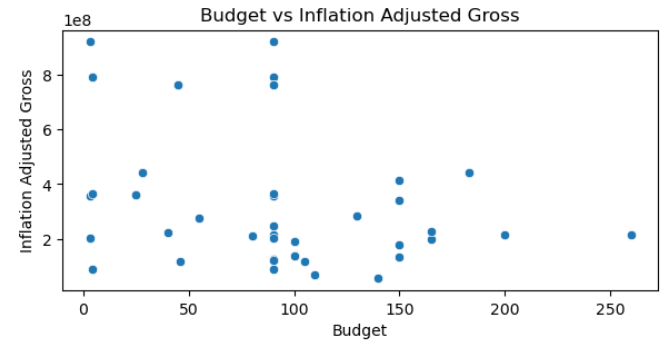 Budget vs Inflation Adjusted Gross
1e8
8
6
4
2
Inflation Adjusted Gross
0 50 100 150 200 250
Budget